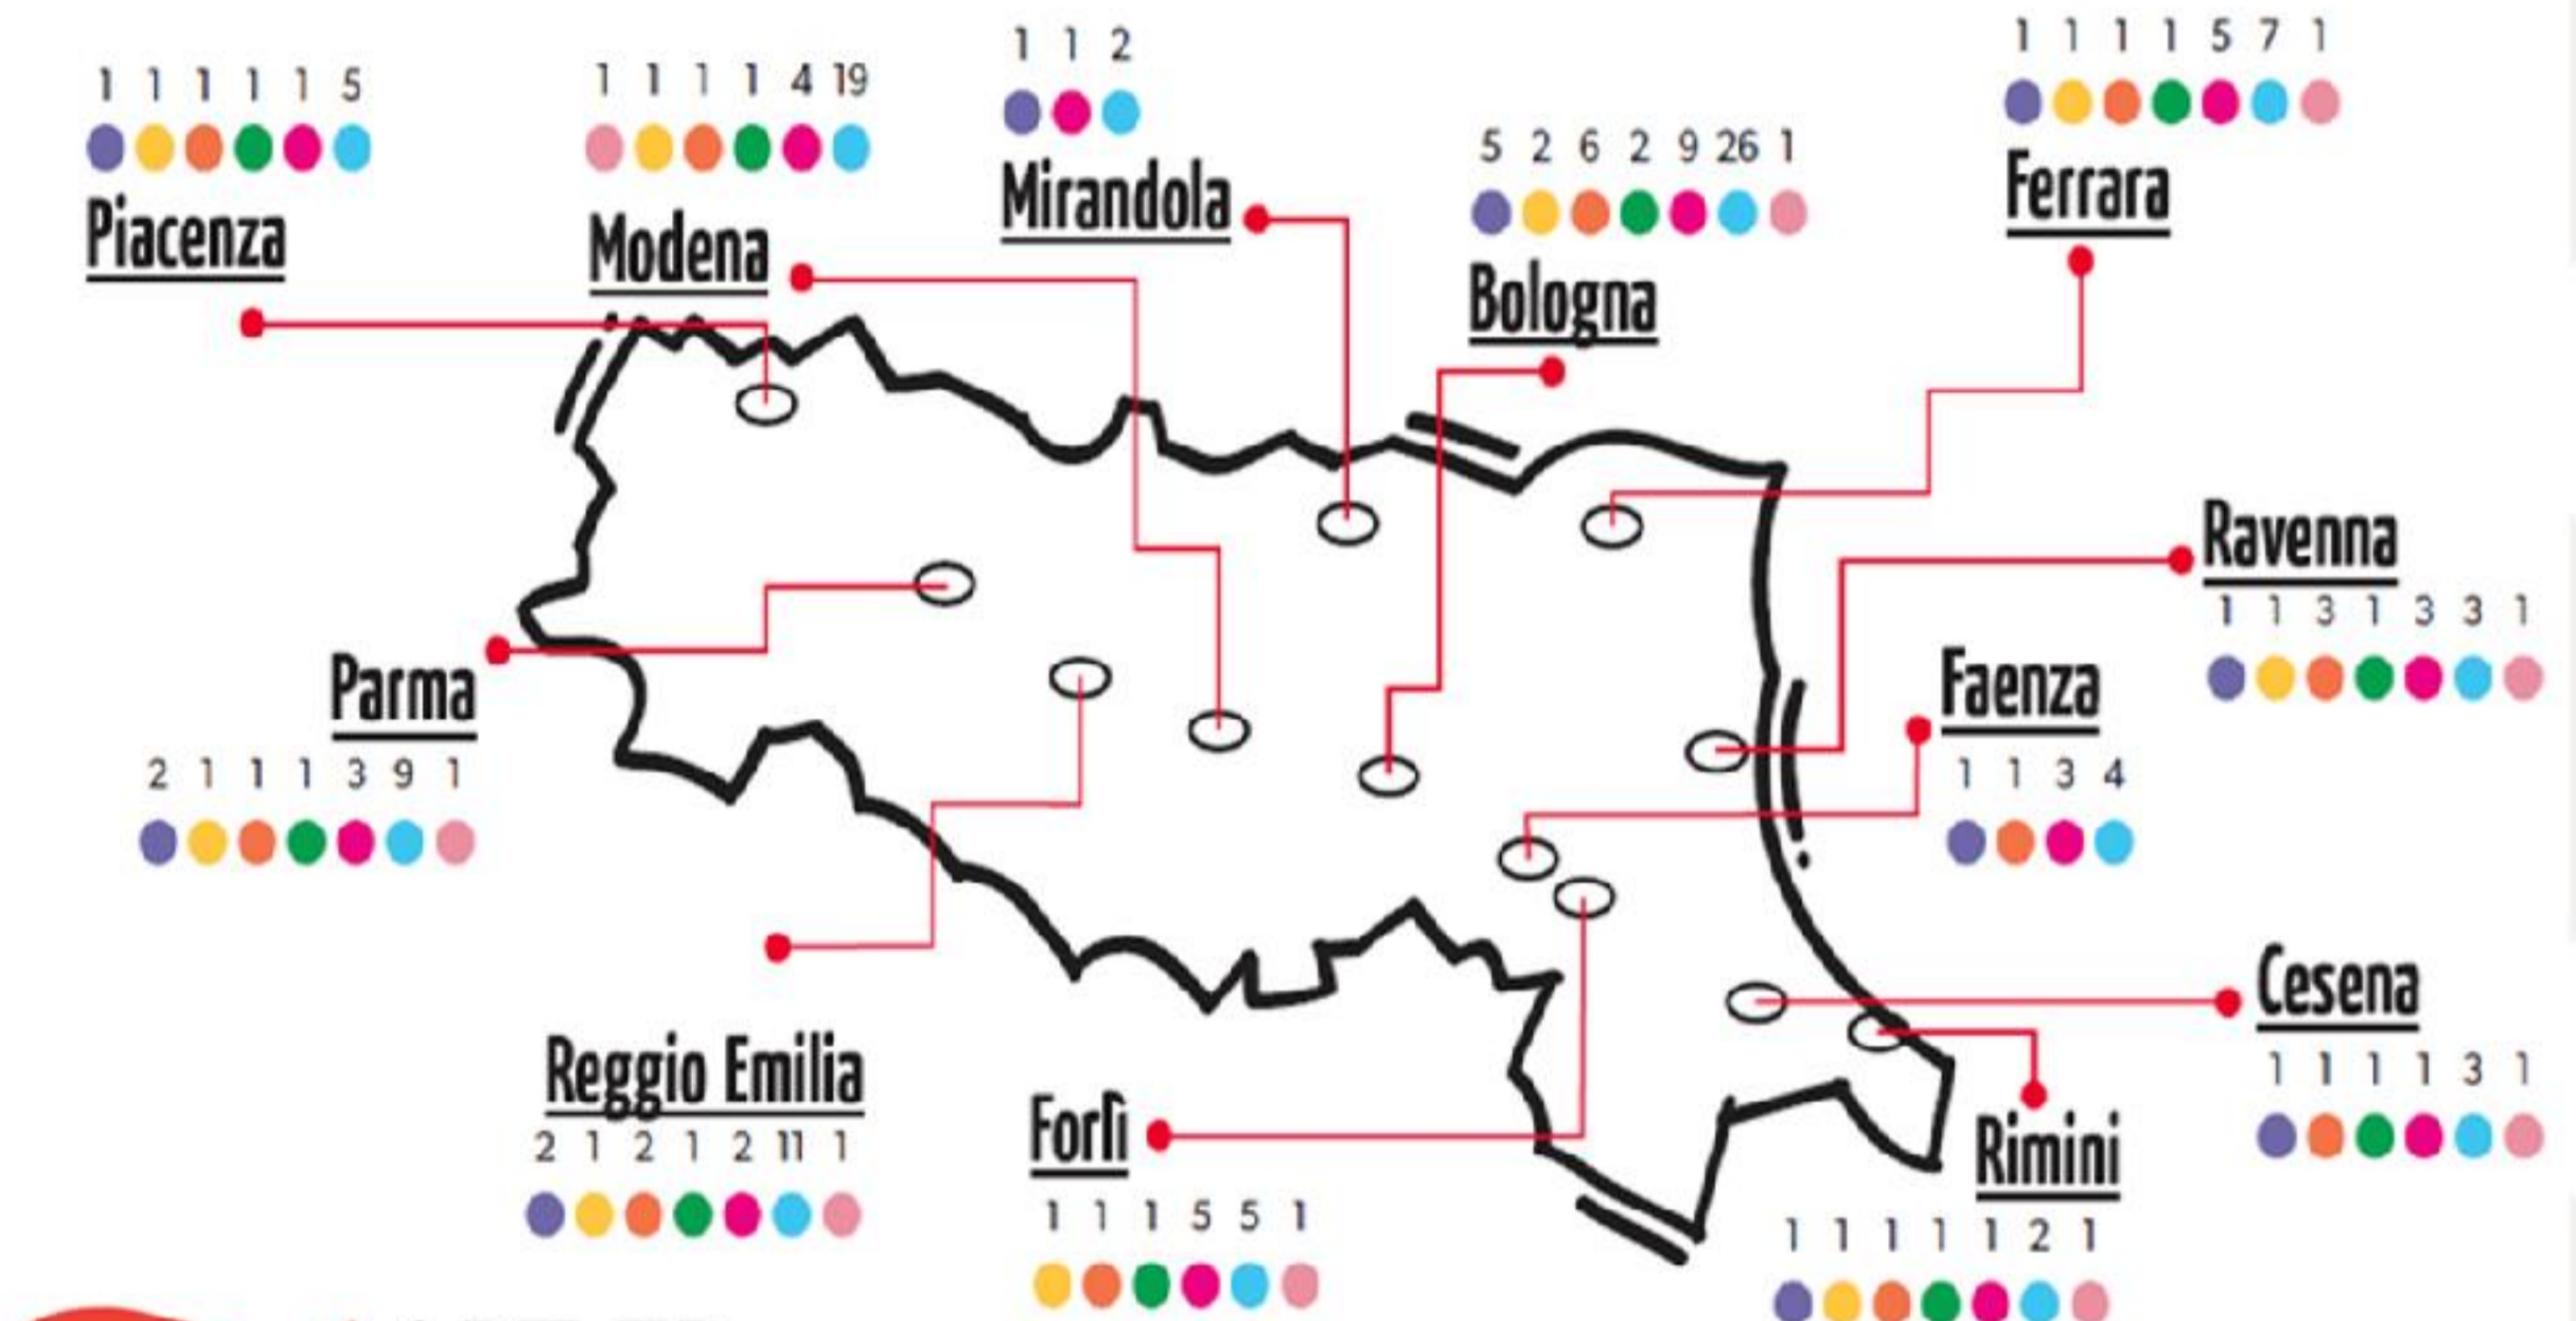 1 1 1 1 1 5
Piacenza
1 1 1 1 4 19
Modena
1 1 2
Mirandola
5 2 6 2 9 26 1
Bologna
1 1 1 1 5 7 1
Ferrara
Ravenna
1 1 3 1 3 3 1
Faenza
1 1 3 4
Parma
2 1 1 1 3 9 1
Cesena
1 1 1 1 3 1
Reggio Emilia
2 1 2 1 2 11 1
Forlì
1 1 1 5 5 1
Rimini
1 1 1 1 1 2 1